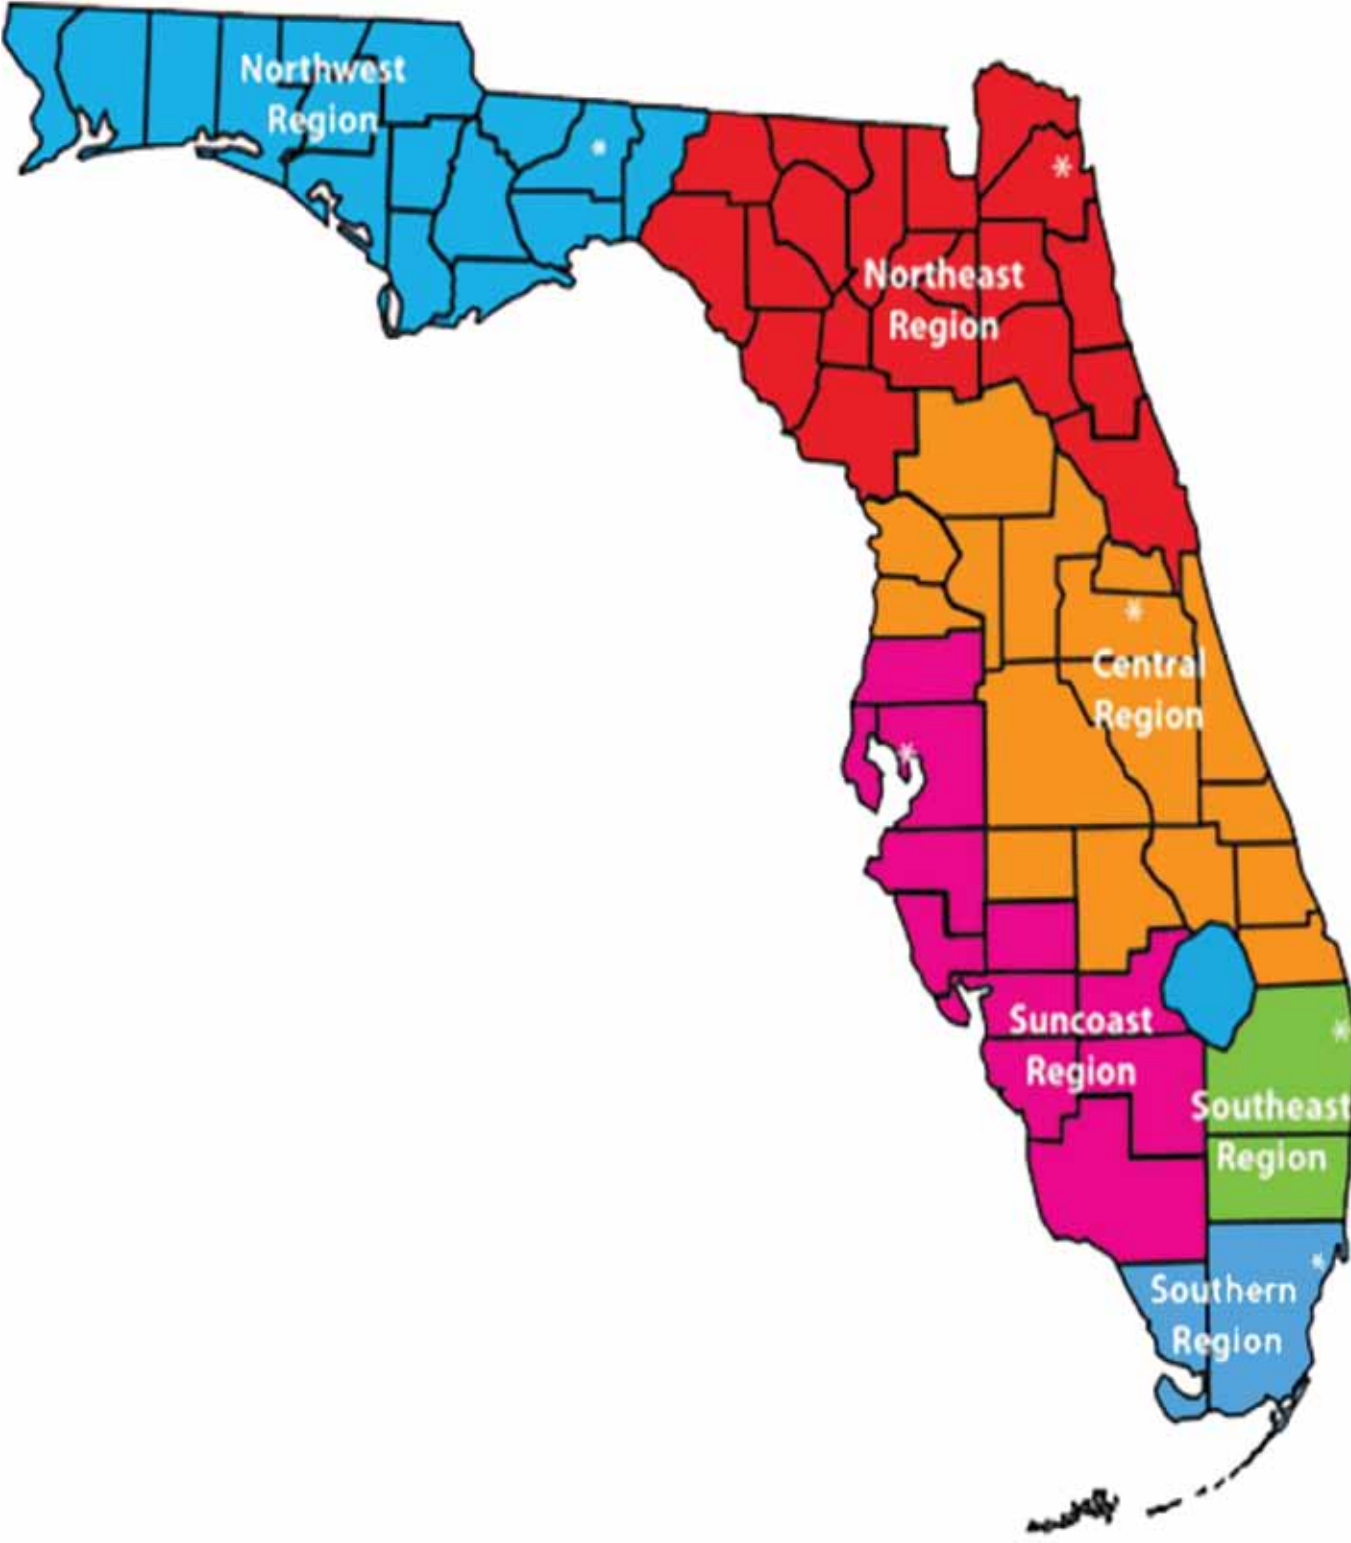 Northwest
Region
*
*
Northeast
Region
*
Central
Region
*
Suncoast
Region
*
Southeast
Region
*
Southern
Region